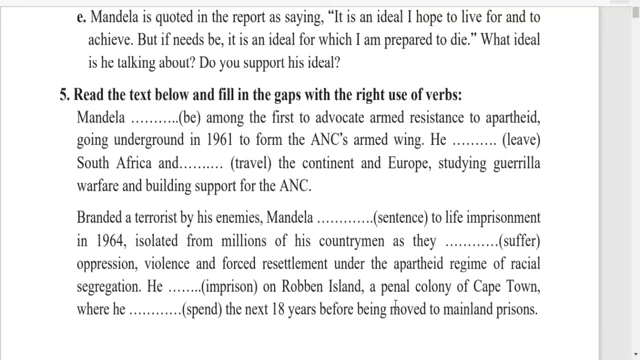 e. Mandela is quoted in the report as saying, “It is an ideal I hope to live for and to
achieve. But if needs be, it is an ideal for which I am prepared to die.” What ideal
is he talking about? Do you support his ideal?
5. Read the text below and fill in the gaps with the right use of verbs:
Mandela ………..(be) among the first to advocate armed resistance to apartheid,
going underground in 1961 to form the ANC’s armed wing. He ………. (leave)
South Africa and…….… (travel) the continent and Europe, studying guerrilla
warfare and building support for the ANC.
Branded a terrorist by his enemies, Mandela ………….(sentence) to life imprisonment
in 1964, isolated from millions of his countrymen as they …………(suffer)
oppression, violence and forced resettlement under the apartheid regime of racial
segregation. He ……..(imprison) on Robben Island, a penal colony of Cape Town,
where he …………(spend) the next 18 years before being moved to mainland prisons.